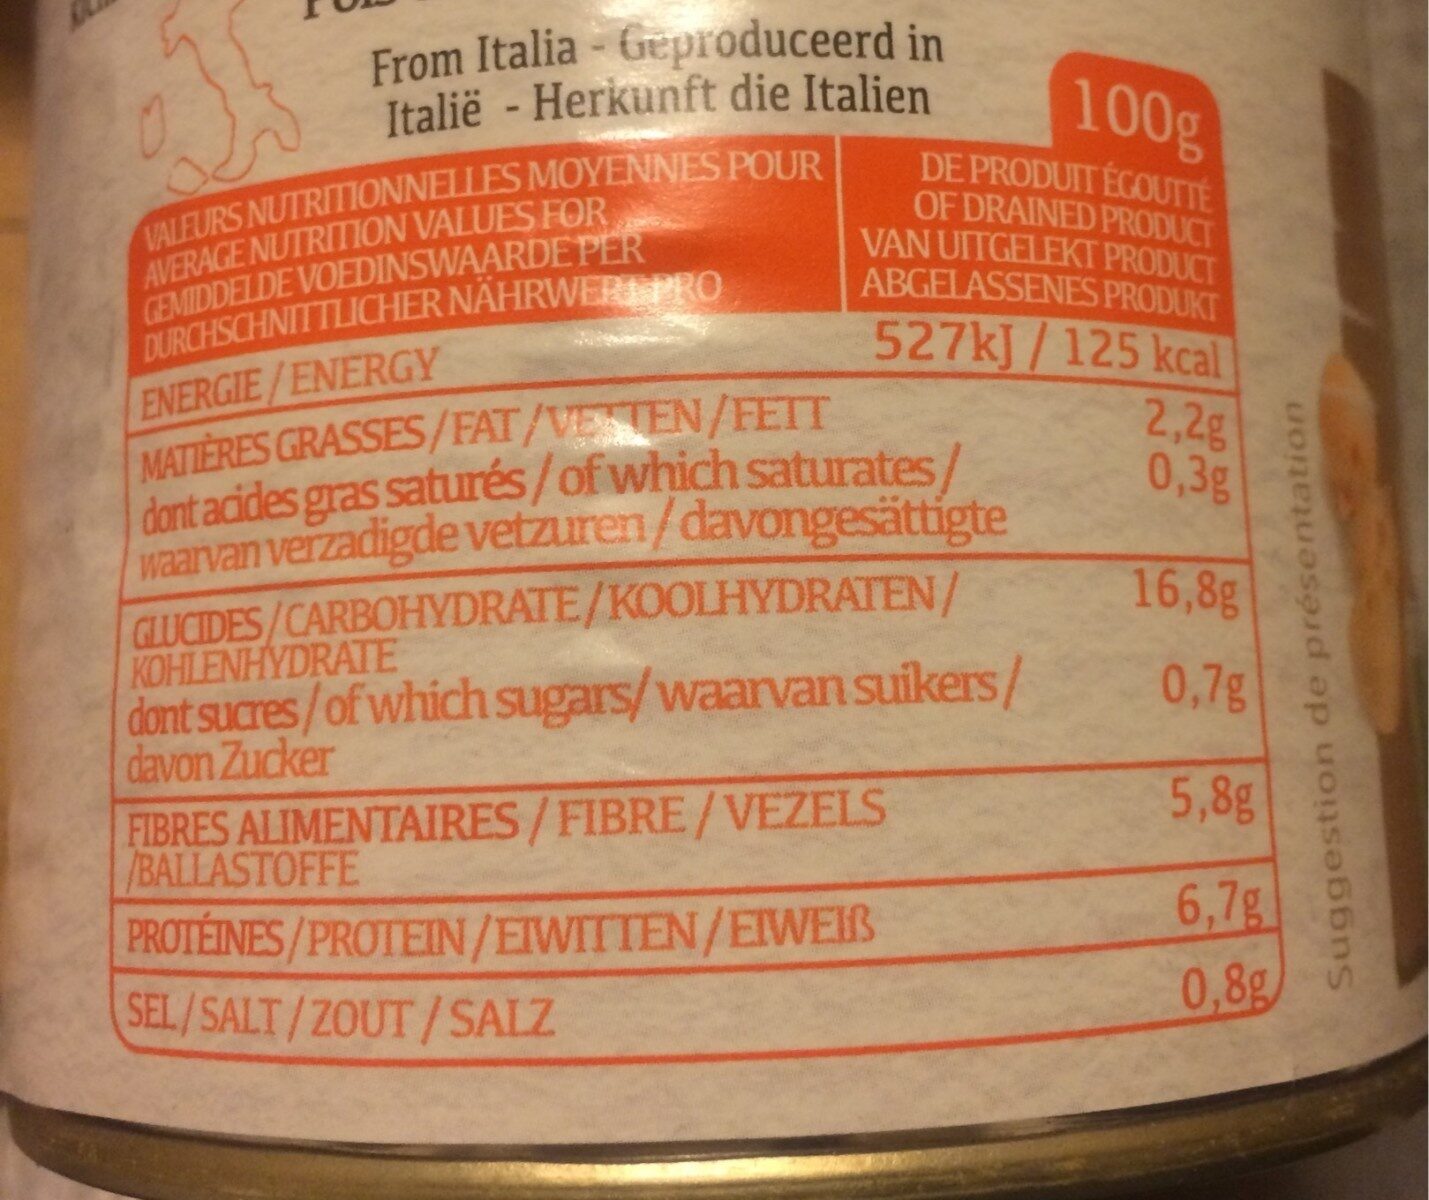 From Italia - Geproduceerd in
Italië - Herkunft die Italien
100g
VALEURS NUTRITIONNELLES MOYENNES POUR
AVERAGE NUTRITION VALUES FOR
GEMIDDELDE VOEDINSWAARDE PER
DURCHSCHNITTLICHER NÄHRWERT PRO
DE PRODUIT ÉGOUTTÉ
OF DRAINED PRODUCT
VAN UITGELEKT PRODUCT
ABGELASSENES PRODUKT
ENERGIE / ENERGY 527kJ / 125 kcal
MATIÈRES GRASSES / FAT / VETTEN / FETT 2,2g
dont acides gras saturés / of which saturates / 0,3g
waarvan verzadigde vetzuren / davongesättigte
GLUCIDES / CARBOHYDRATE / KOOLHYDRATEN / 16,8g
KOHLENHYDRATE
dont sucres / of which sugars/ waarvan suikers / 0,7g
davon Zucker
FIBRES ALIMENTAIRES / FIBRE / VEZELS 5,8g
/BALLASTOFFE
PROTÉINES / PROTEIN / EIWITTEN / EIWEIß 6,7g
SEL / SALT / ZOUT / SALZ 0,8g
Suggestion de présentation